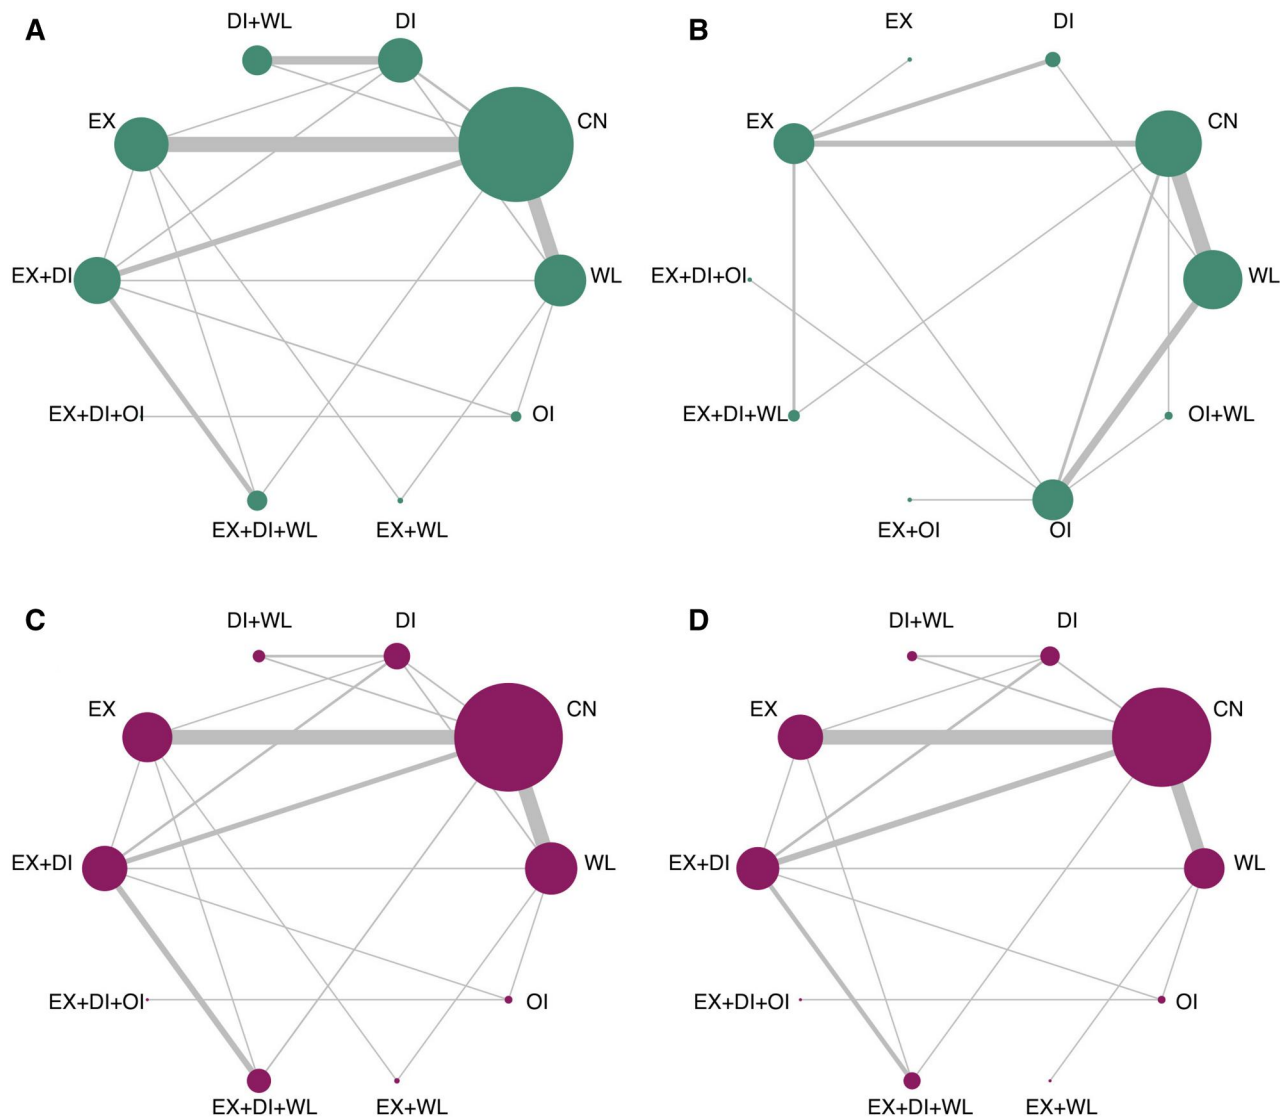 A
DI+WL
DI
EX
CN
EX+DI
WL
EX+DI+OI
OI
EX+DI+WL
EX+WL
B
EX
DI
EX
CN
EX+DI+OI
WL
EX+DI+WL
OI+WL
EX+OI
OI
C
DI+WL
DI
EX
CN
EX+DI
WL
EX+DI+OI
OI
EX+DI+WL
EX+WL
D
DI+WL
DI
EX
CN
EX+DI
WL
EX+DI+OI
OI
EX+DI+WL
EX+WL